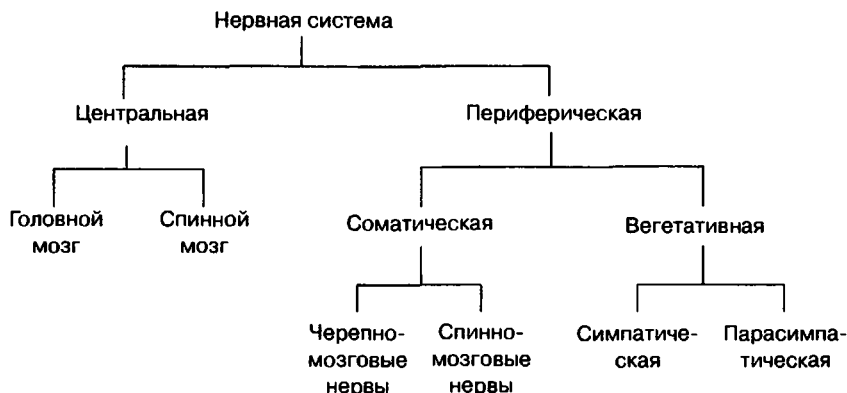 Нервная система
Центральная
Периферическая
Головной
мозг
Спинной
мозг
Соматическая
Вегетативная
Черепно-
мозговые
нервы
Спинно-
мозговые
нервы
Симпатиче-
ская
Парасимпа-
тическая